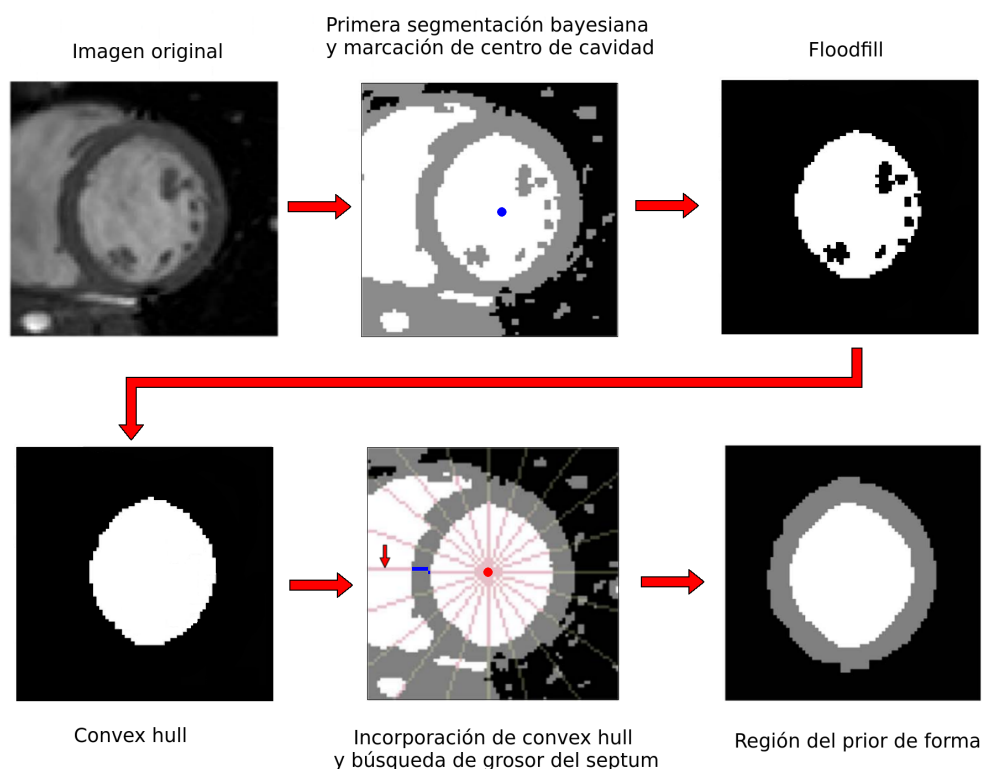 Imagen original
Primera segmentación bayesiana
y marcación de centro de cavidad
Floodfill
Convex hull
Incorporación de convex hull
y búsqueda de grosor del septum
Región del prior de forma